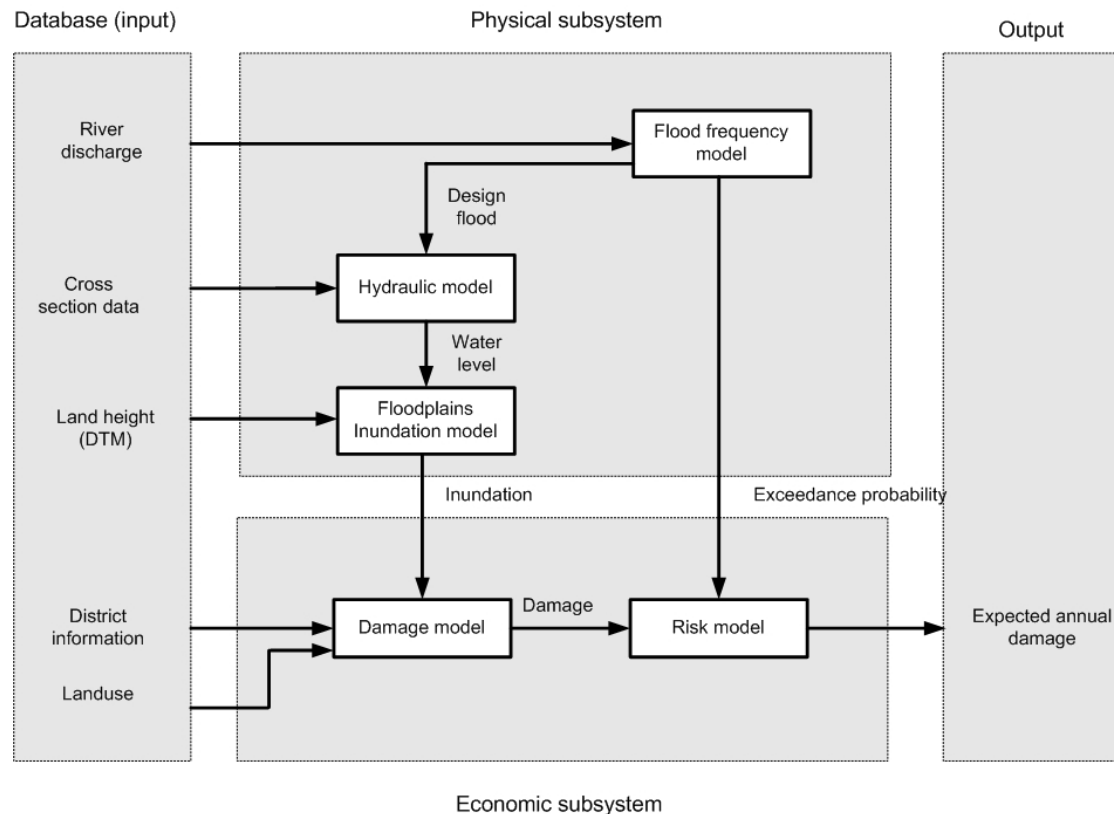 Database (input)
Physical subsystem
Output
River
discharge
Flood frequency
model
Design
flood
Cross
section data
Hydraulic model
Water
level
Land height
(DTM)
Floodplains
Inundation model
Inundation
Exceedance probability
District
information
Damage model
Damage
Risk model
Expected annual
damage
Landuse
Economic subsystem